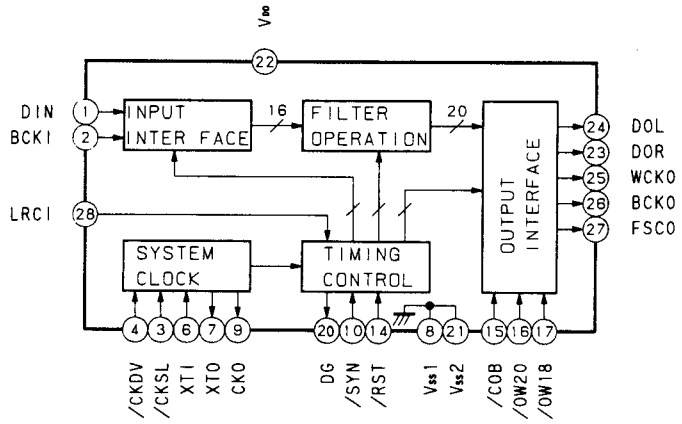 VDD
22
DIN
1
INPUT
INTER FACE
16
FILTER
OPERATION
20
OUTPUT
INTERFACE
24
DOL
BCKI
2
23
DOR
25
WCKO
26
BCKO
27
FSCO
LRCI
28
SYSTEM
CLOCK
TIMING
CONTROL
4
3
6
7
9
20
10
14
8
21
15
16
17
/CKDV
/CKSL
XTI
XTO
CKO
DG
/SYN
/RST
Vss1
Vss2
/COB
/OW20
/OW18